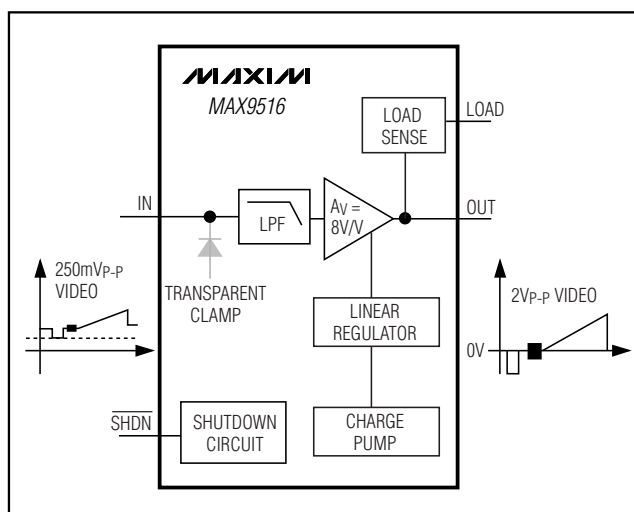 MAXIM
MAX9516
LOAD
SENSE
LOAD
IN
LPF
AV =
8V/V
OUT
250mVP-P
VIDEO
TRANSPARENT
CLAMP
LINEAR
REGULATOR
2VP-P VIDEO
0V
SHDN
SHUTDOWN
CIRCUIT
CHARGE
PUMP